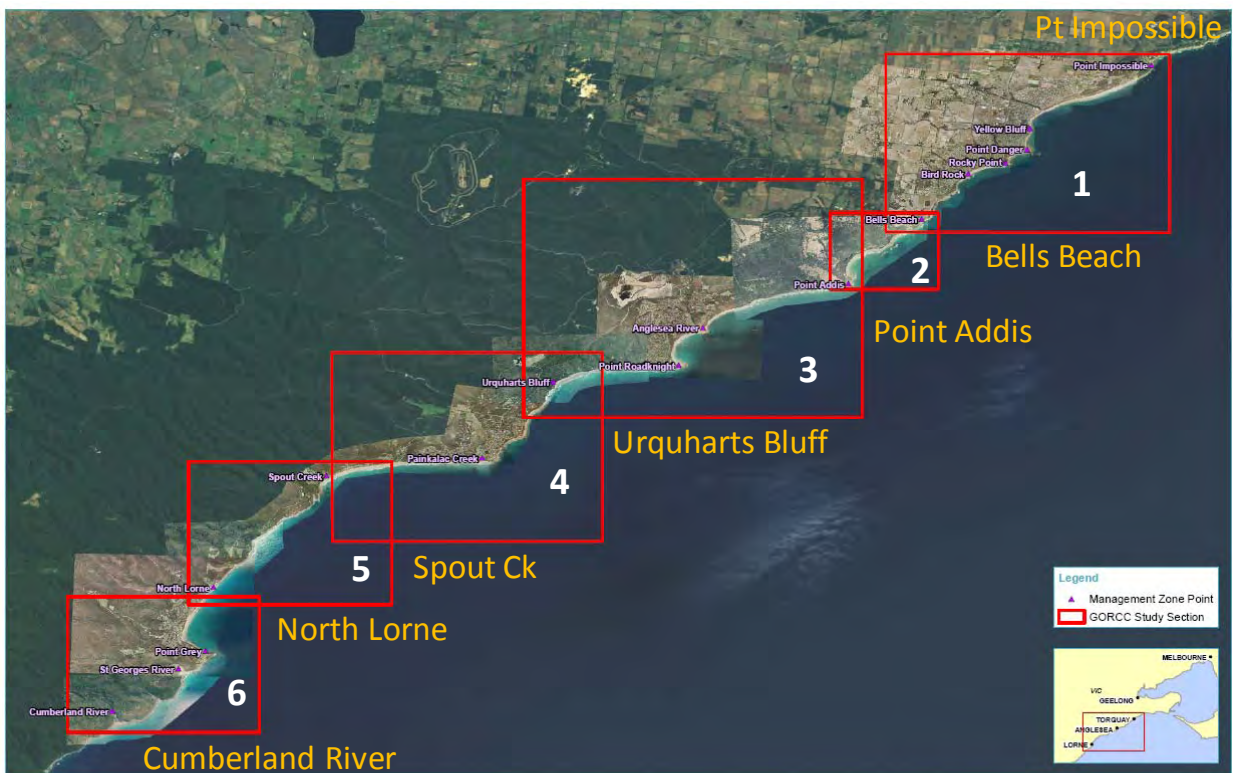 Pt Impossible
Point Impossible
Yellow Bluff
Point Danger
Rocky Point
Bird Rock
1
Bells Beach
Bells Beach
2
Point Addis
Point Addis
Anglesea River
3
Point Roadknight
Urquharts Bluff
Urquharts Bluff
Painkalac Creek
4
Spout Creek
Spout Ck
5
North Lorne
North Lorne
Point Grey
St Georges River
6
Cumberland River
Cumberland River
Legend
Management Zone Point
GORCC Study Section
MELBOURNE
VIC
GEELONG
TORQUAY
ANGLESEA
LORNE